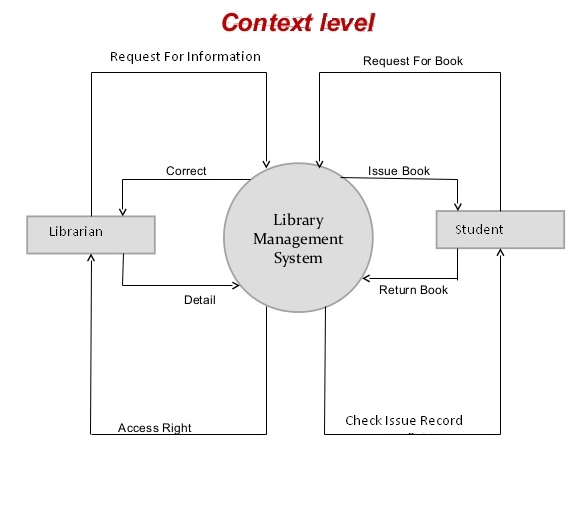 Context level
Request For Information
Request For Book
Correct
Issue Book
Library
Management
System
Librarian
Student
Detail
Return Book
Access Right
Check Issue Record